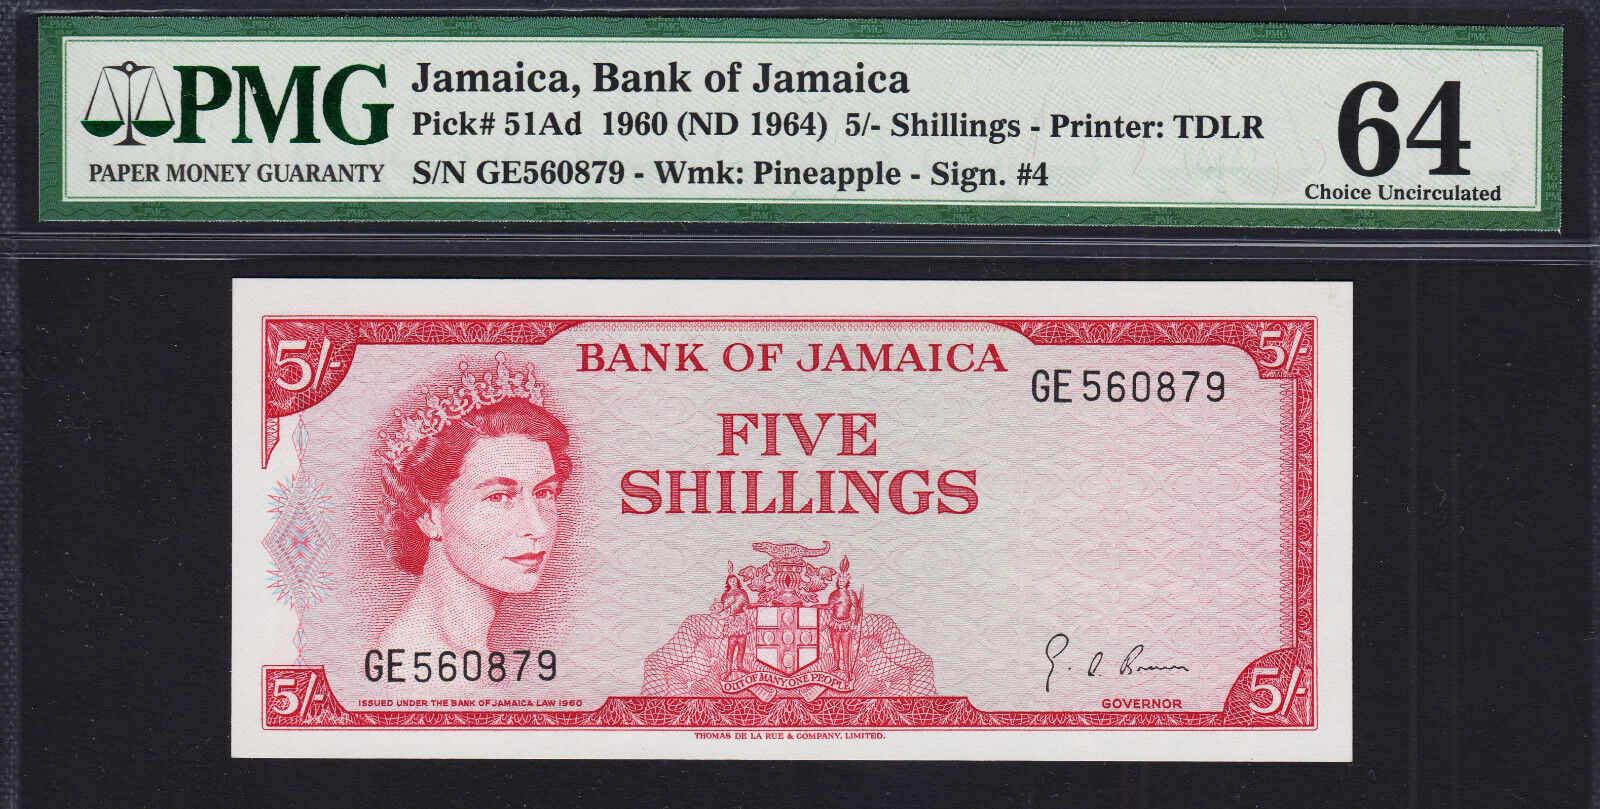 PMG
PAPER MONEY GUARANTY
Jamaica, Bank of Jamaica
Pick# 51Ad 1960 (ND 1964) 5/- Shillings - Printer: TDLR
S/N GE560879 - Wmk: Pineapple - Sign. #4
64
Choice Uncirculated
5/-
5/-
BANK OF JAMAICA
GE560879
FIVE
SHILLINGS
OUT OF MANY ONE PEOPLE
GE560879
ISSUED UNDER THE BANK OF JAMAICA LAW 1960
G. A. Brown
GOVERNOR
5/-
5/-
THOMAS DE LA RUE & COMPANY, LIMITED.